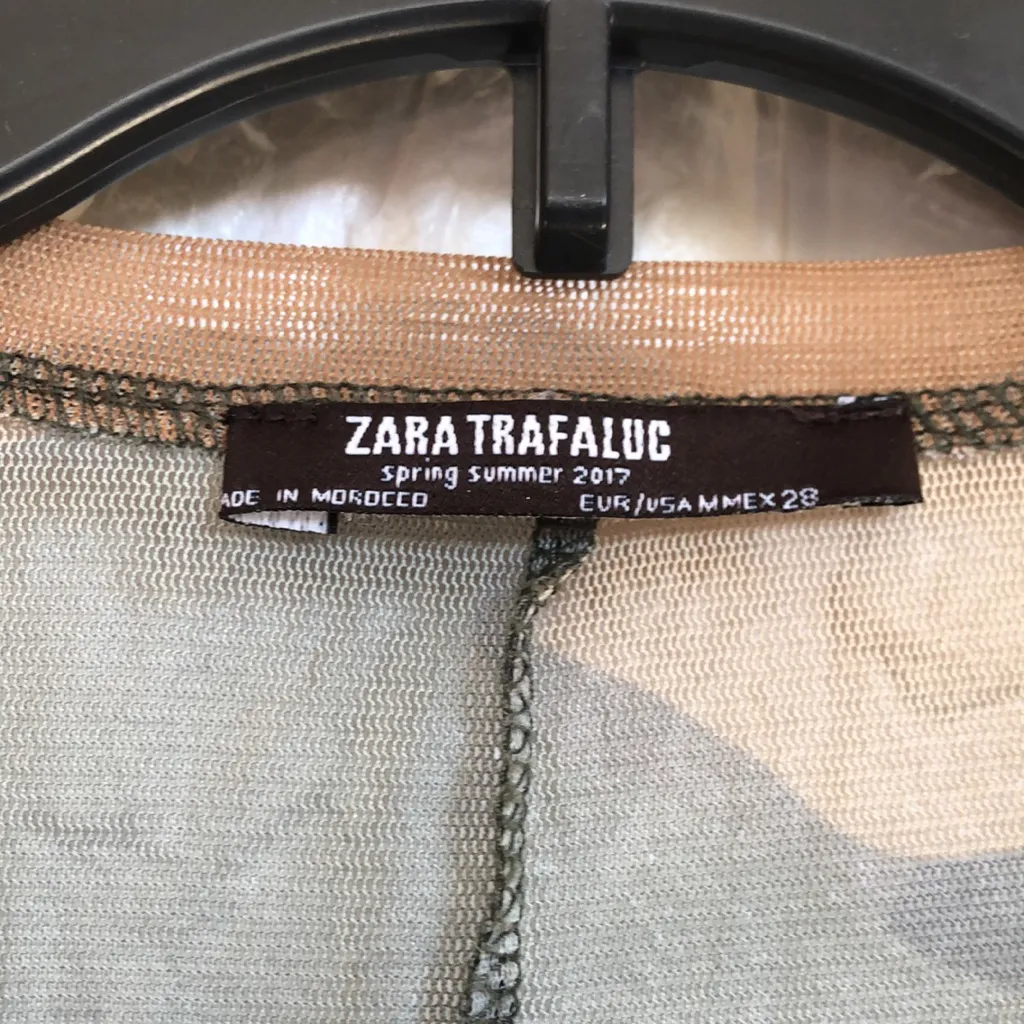 ZARA TRAFALUC
spring summer 2017
ADE IN MOROCCO EUR/USA M MEX 28